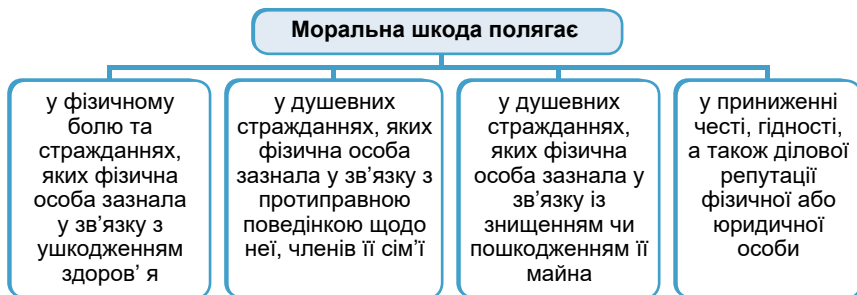 Моральна шкода полягає
у фізичному
болю та
стражданнях,
яких фізична
особа зазнала
у зв’язку з
ушкодженням
здоров’ я
у душевних
стражданнях, яких
фізична особа
зазнала у зв’язку з
протиправною
поведінкою щодо
неї, членів її сім’ї
у душевних
стражданнях,
яких фізична
особа зазнала у
зв’язку із
знищенням чи
пошкодженням її
майна
у приниженні
честі, гідності,
а також ділової
репутації
фізичної або
юридичної
особи